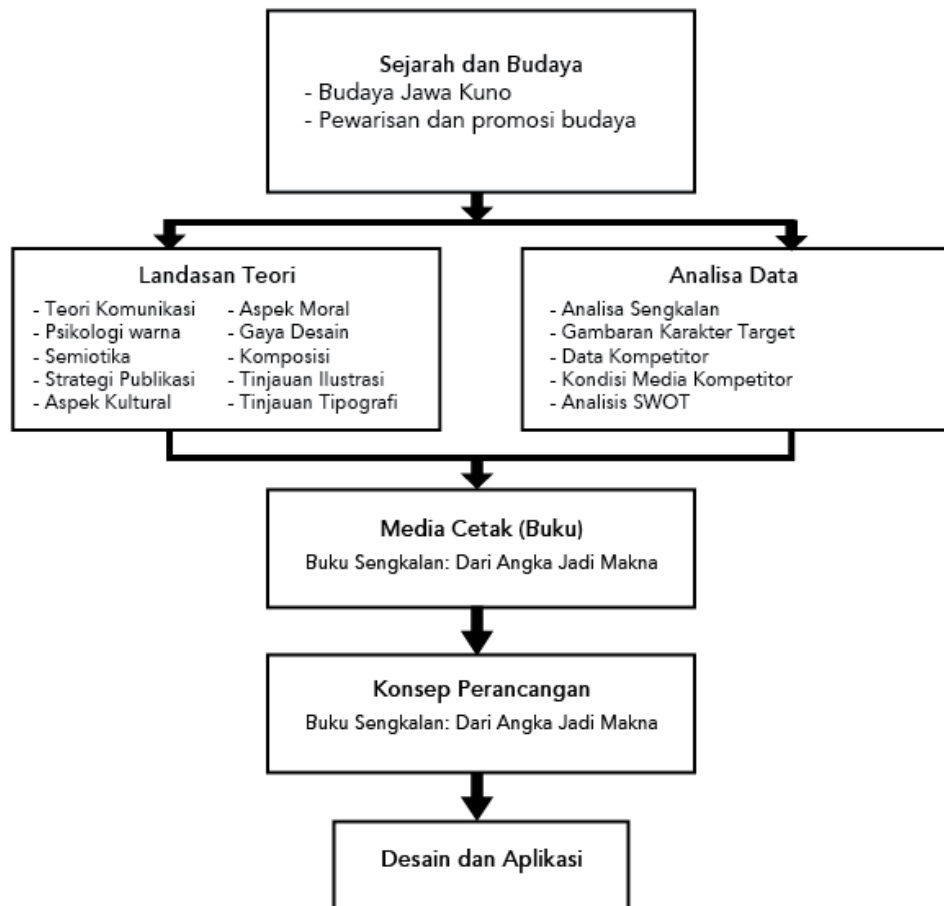 Sejarah dan Budaya
- Budaya Jawa Kuno
- Pewarisan dan promosi budaya
Landasan Teori
- Teori Komunikasi
- Psikologi warna
- Semiotika
- Strategi Publikasi
- Aspek Kultural
- Aspek Moral
- Gaya Desain
- Komposisi
- Tinjauan Ilustrasi
- Tinjauan Tipografi
Analisa Data
- Analisa Sengkalan
- Gambaran Karakter Target
- Data Kompetitor
- Kondisi Media Kompetitor
- Analisis SWOT
Media Cetak (Buku)
Buku Sengkalan: Dari Angka Jadi Makna
Konsep Perancangan
Buku Sengkalan: Dari Angka Jadi Makna
Desain dan Aplikasi